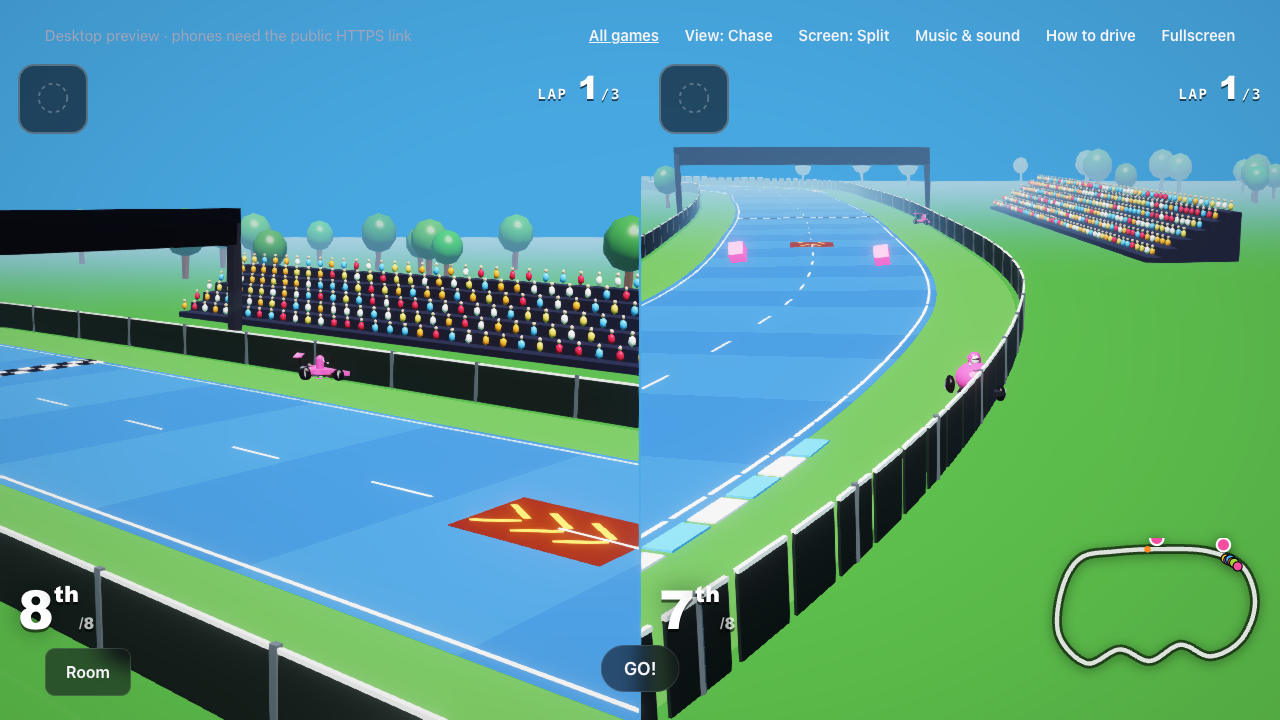 Desktop preview · phones need the public HTTPS link
All games
View: Chase
Screen: Split
Music & sound
How to drive
Fullscreen
LAP 1/3
LAP 1/3
8th/8
7th/8
Room
GO!